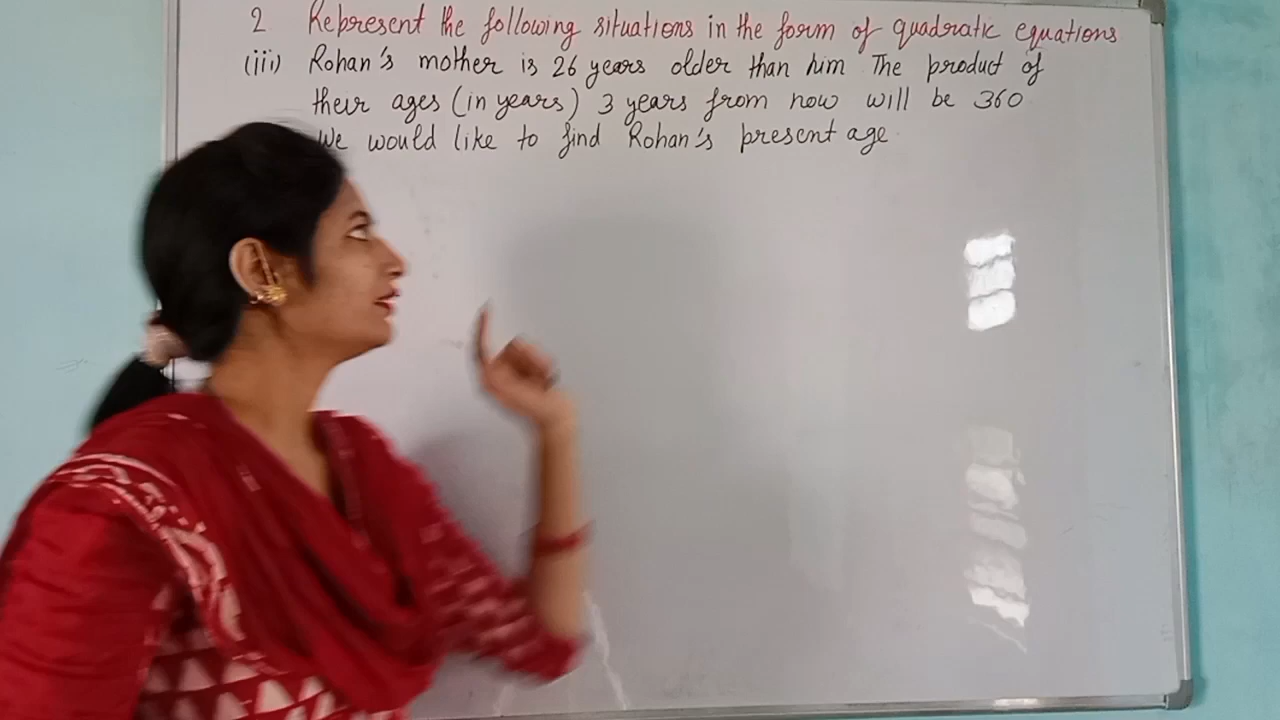 2 Represent the following situations in the form of quadratic equations
(iii) Rohan's mother is 26 years older than him The product of
their ages (in years) 3 years from now will be 360
We would like to find Rohan's present age.